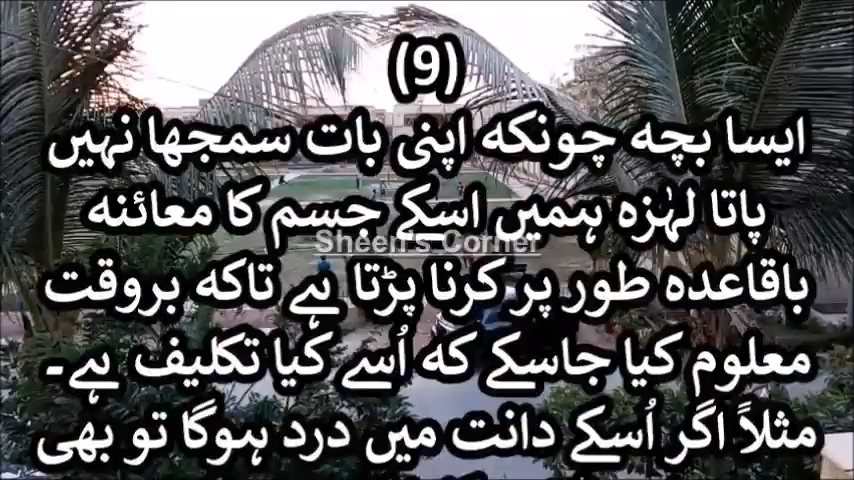 (9)
ایسا بچہ چونکہ اپنی بات سمجھا نہیں
پاتا لہٰزہ ہمیں اسکے جسم کا معائنہ
Sheen's Corner
باقاعدہ طور پر کرنا پڑتا ہے تاکہ بروقت
معلوم کیا جاسکے کہ اُسے کیا تکلیف ہے۔
مثلاً اگر اُسکے دانت میں درد ہوگا تو بھی